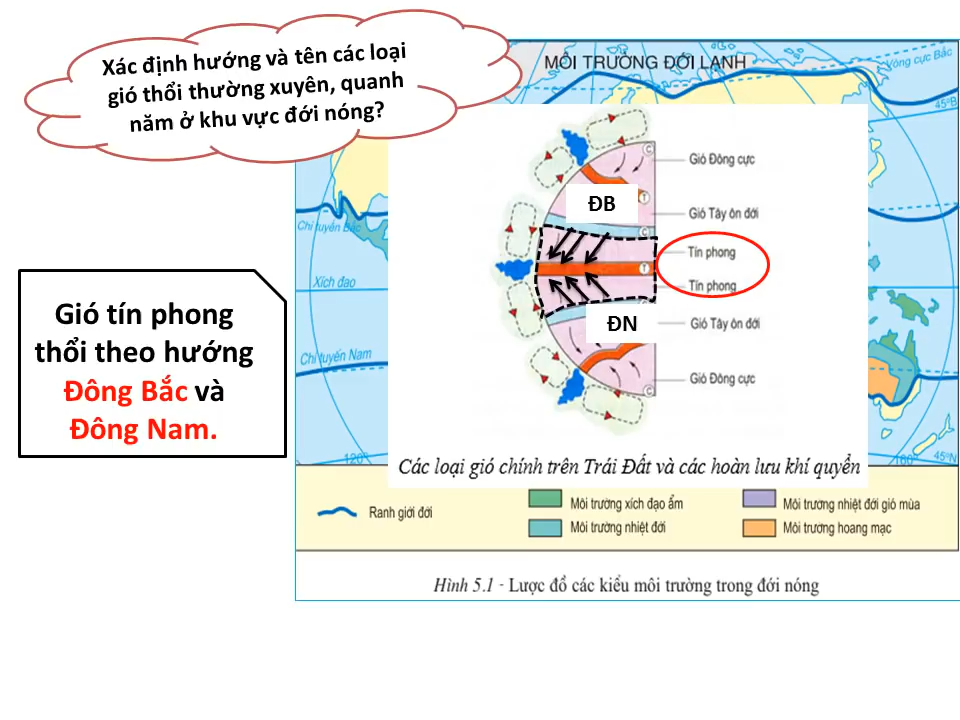 Xác định hướng và tên các loại
gió thổi thường xuyên, quanh
năm ở khu vực đới nóng?
MÔI TRƯỜNG ĐỚI LẠNH
Vòng cực Bắc
45°B
Gió Đông cực
C
T
ĐB
Gió Tây ôn đới
C
Chí tuyến Bắc
Tín phong
T
Xích đạo
Tín phong
Gió tín phong
thổi theo hướng
Đông Bắc và
Đông Nam.
ĐN
Gió Tây ôn đới
Chí tuyến Nam
Gió Đông cực
C
120°
160°
45°N
Các loại gió chính trên Trái Đất và các hoàn lưu khí quyển
Ranh giới đới
Môi trường xích đạo ẩm
Môi trường nhiệt đới gió mùa
Môi trường nhiệt đới
Môi trường hoang mạc
Hình 5.1 - Lược đồ các kiểu môi trường trong đới nóng